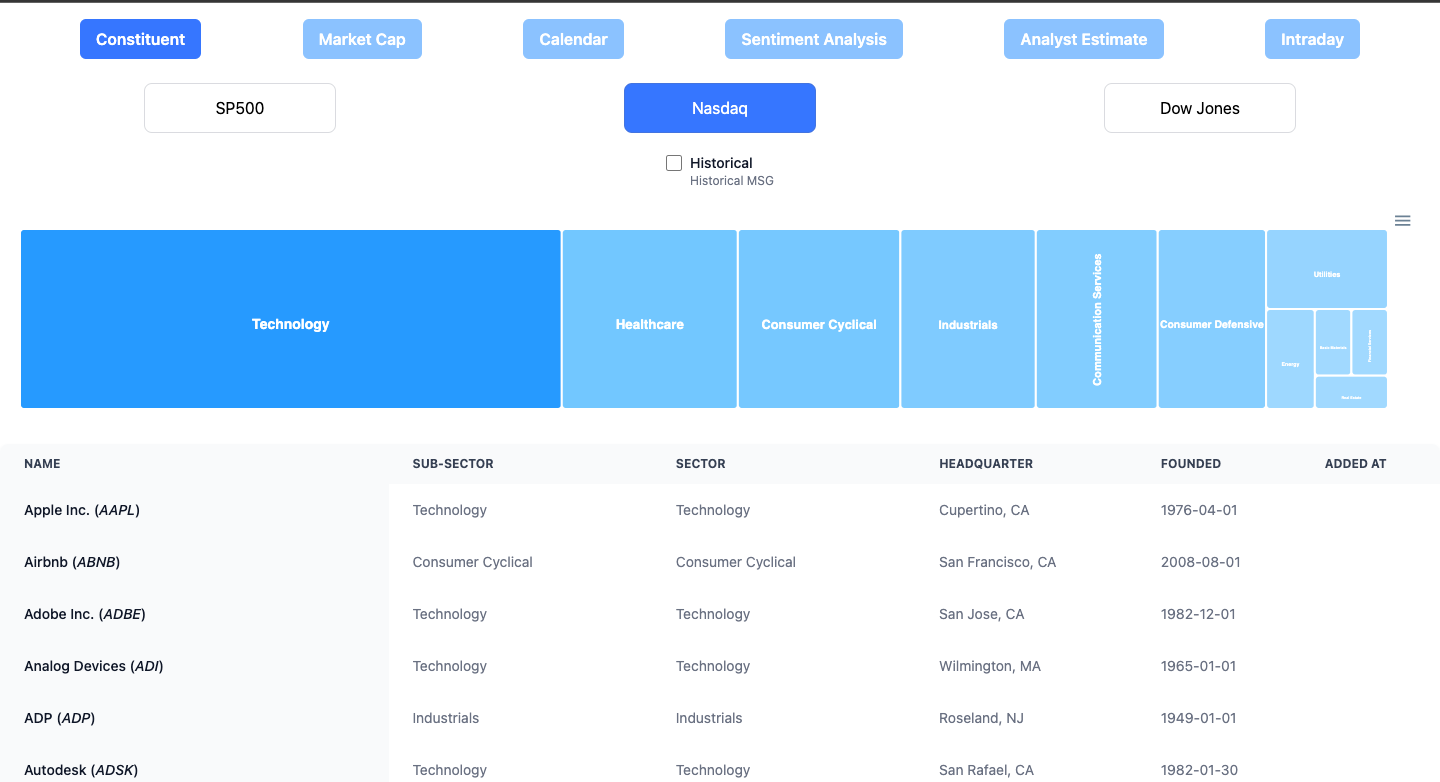 Constituent Market Cap Calendar Sentiment Analysis Analyst Estimate Intraday
SP500 Nasdaq Dow Jones
Historical
Historical MSG
Technology Healthcare Consumer Cyclical Industrials Communication Services Consumer Defensive
Utilities
Energy
Real Estate
NAME SUB-SECTOR SECTOR HEADQUARTER FOUNDED ADDED AT
Apple Inc. (AAPL) Technology Technology Cupertino, CA 1976-04-01
Airbnb (ABNB) Consumer Cyclical Consumer Cyclical San Francisco, CA 2008-08-01
Adobe Inc. (ADBE) Technology Technology San Jose, CA 1982-12-01
Analog Devices (ADI) Technology Technology Wilmington, MA 1965-01-01
ADP (ADP) Industrials Industrials Roseland, NJ 1949-01-01
Autodesk (ADSK) Technology Technology San Rafael, CA 1982-01-30